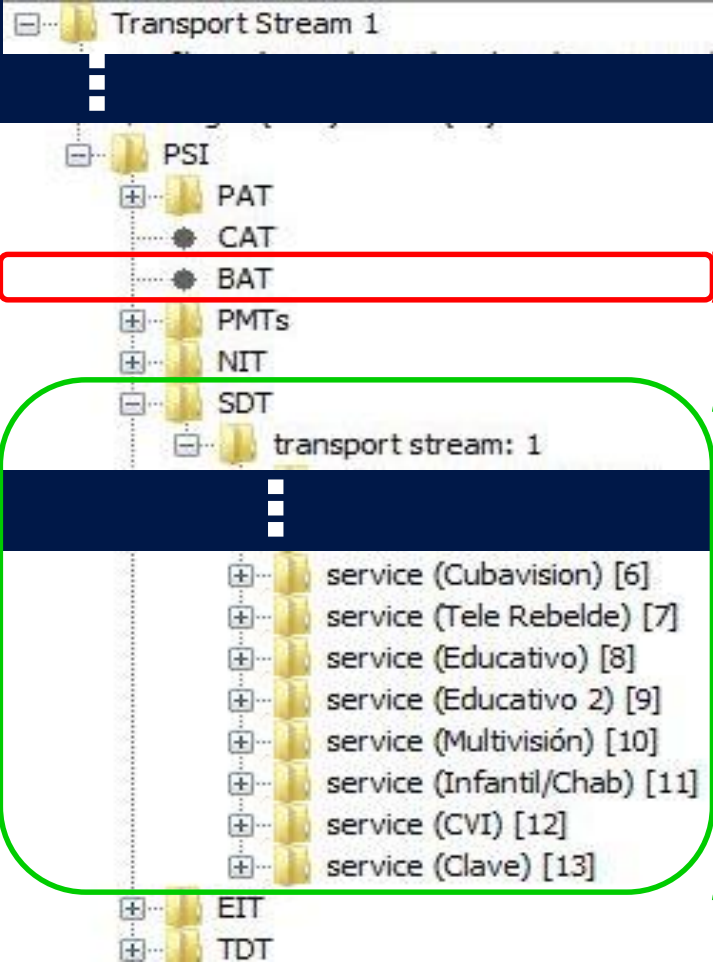 Transport Stream 1
PSI
PAT
CAT
BAT
PMTs
NIT
SDT
transport stream: 1
service (Cubavision) [6]
service (Tele Rebelde) [7]
service (Educativo) [8]
service (Educativo 2) [9]
service (Multivisión) [10]
service (Infantil/Chab) [11]
service (CVI) [12]
service (Clave) [13]
EIT
TDT